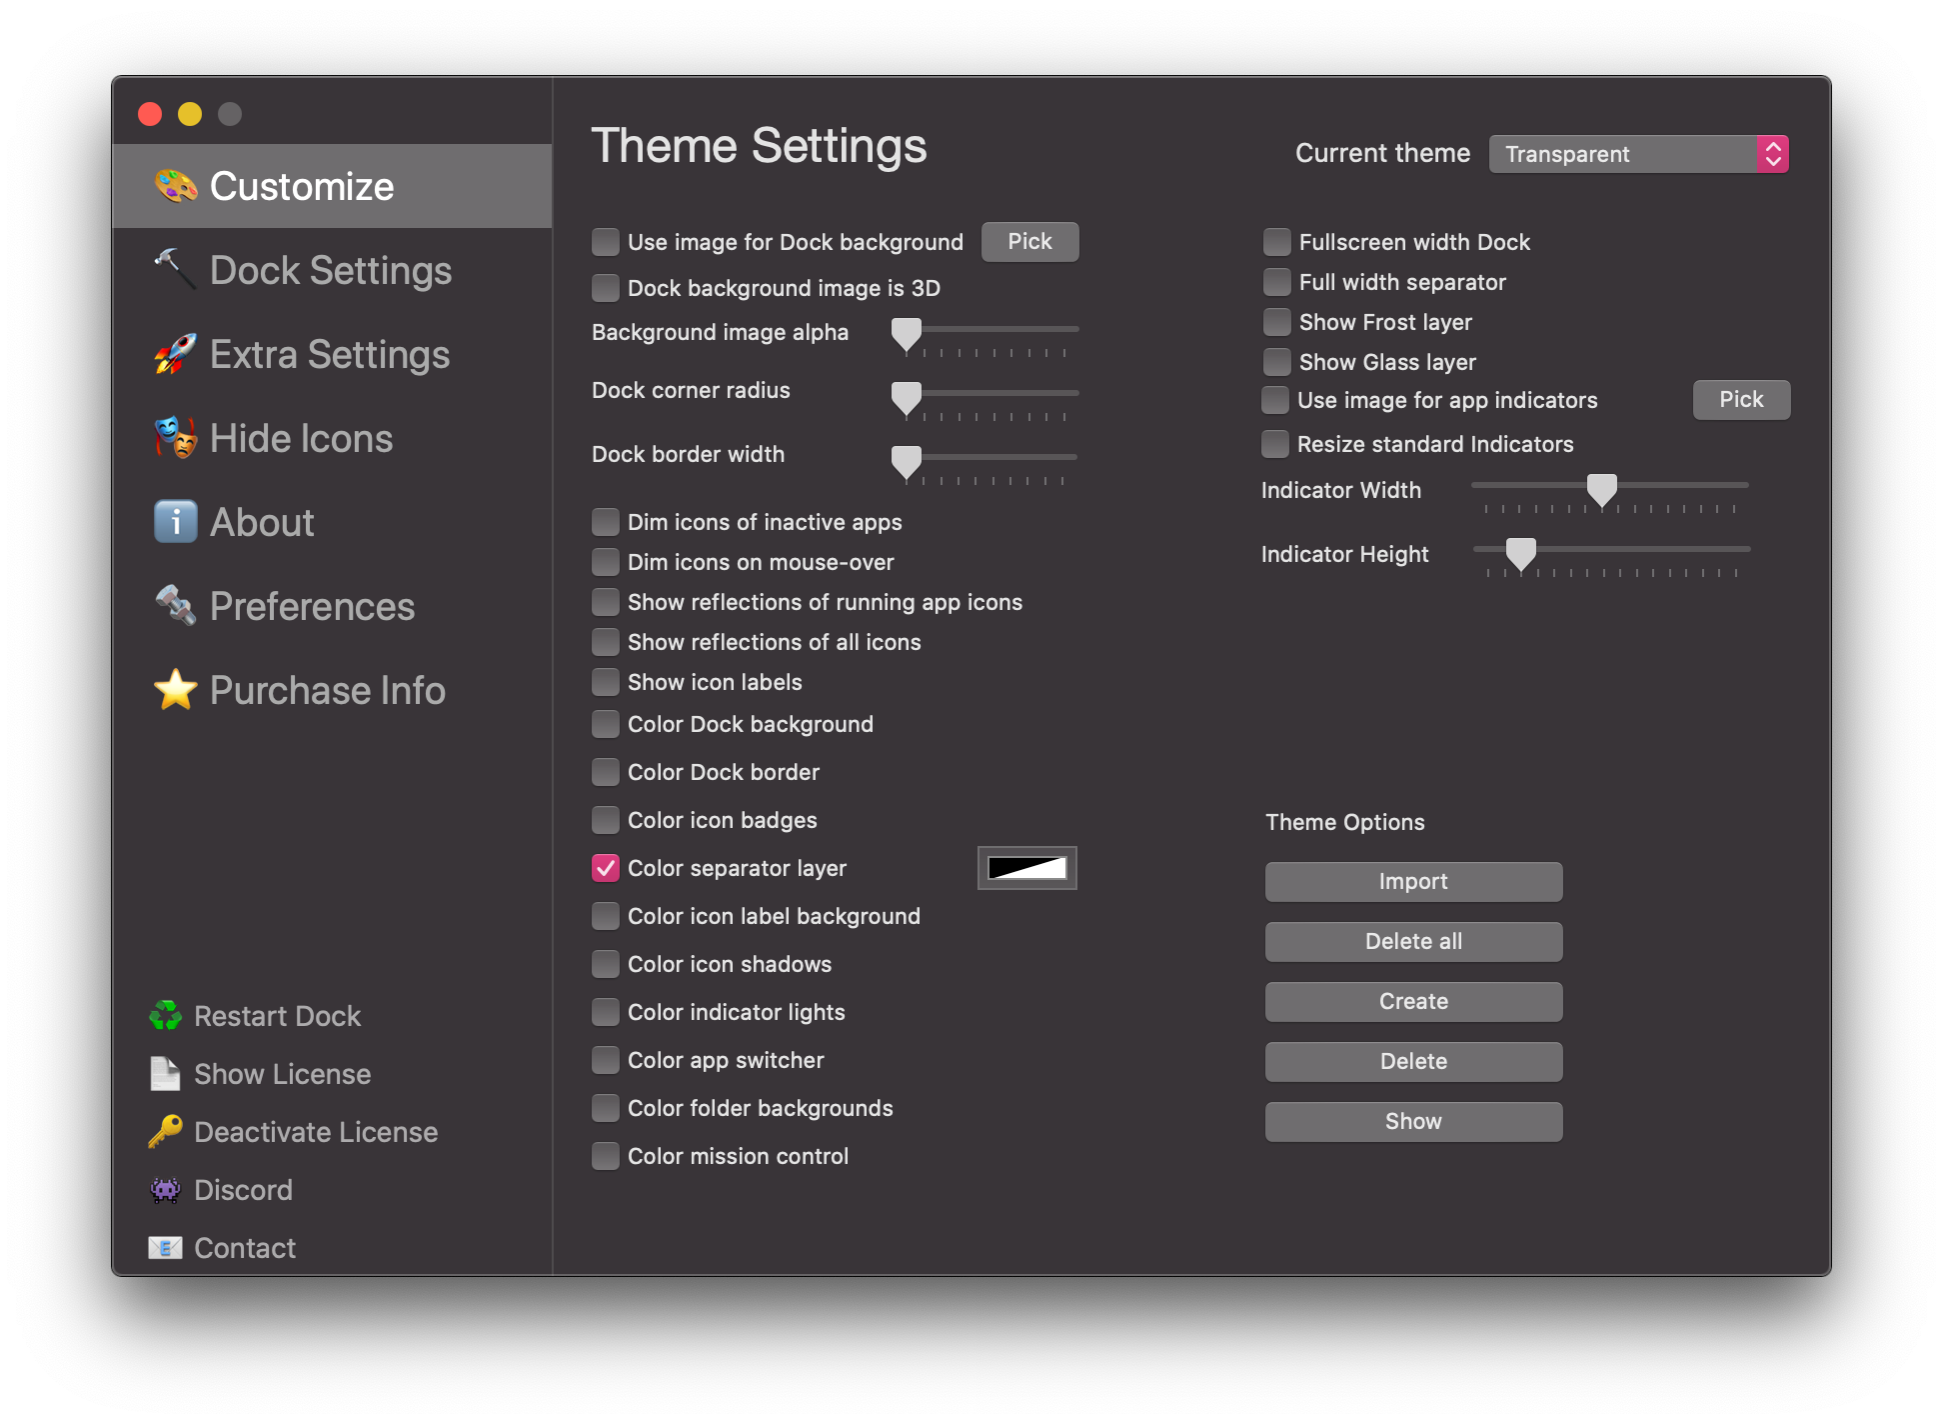 Customize
Dock Settings
Extra Settings
Hide Icons
About
Preferences
Purchase Info
Restart Dock
Show License
Deactivate License
Discord
Contact
Theme Settings
Current theme Transparent
Use image for Dock background Pick
Dock background image is 3D
Background image alpha
Dock corner radius
Dock border width
Dim icons of inactive apps
Dim icons on mouse-over
Show reflections of running app icons
Show reflections of all icons
Show icon labels
Color Dock background
Color Dock border
Color icon badges
Color separator layer
Color icon label background
Color icon shadows
Color indicator lights
Color app switcher
Color folder backgrounds
Color mission control
Fullscreen width Dock
Full width separator
Show Frost layer
Show Glass layer
Use image for app indicators Pick
Resize standard Indicators
Indicator Width
Indicator Height
Theme Options
Import
Delete all
Create
Delete
Show